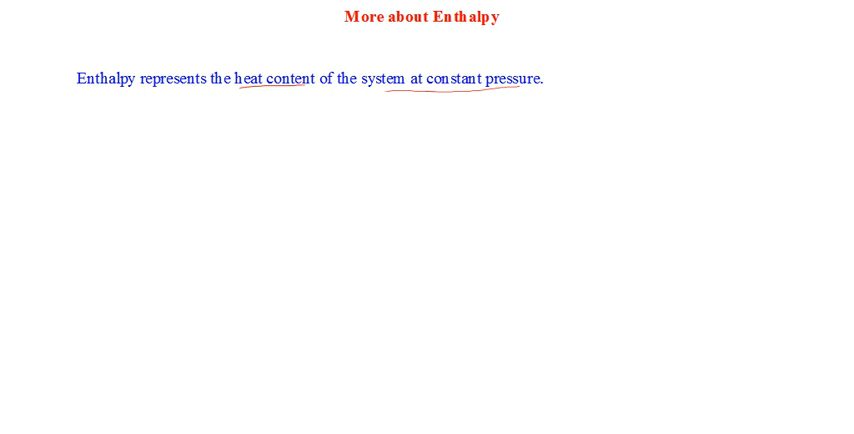 More about Enthalpy
Enthalpy represents the heat content of the system at constant pressure.